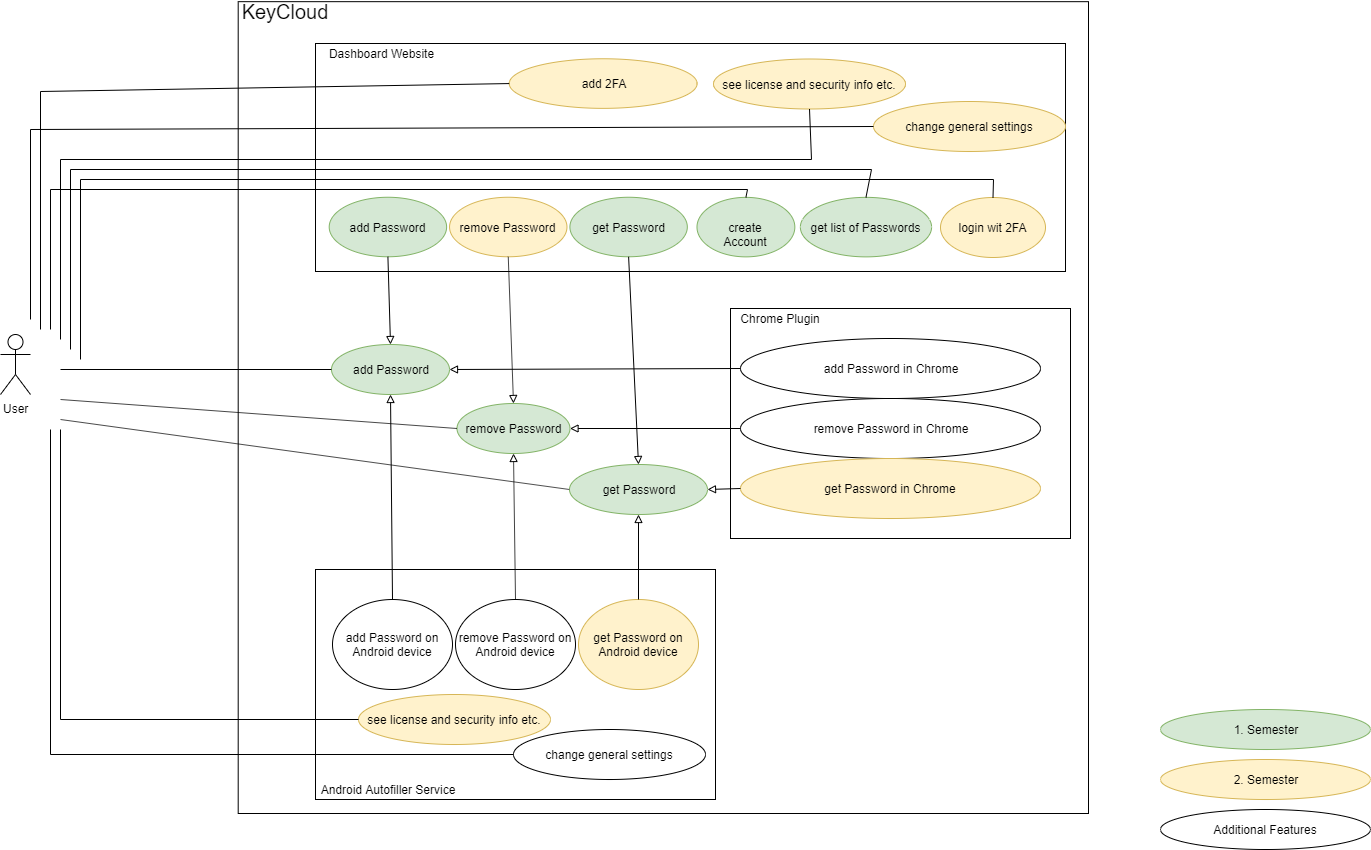 KeyCloud
Dashboard Website
add 2FA
see license and security info etc.
change general settings
add Password
remove Password
get Password
create
Account
get list of Passwords
login wit 2FA
Chrome Plugin
User
add Password
add Password in Chrome
remove Password
remove Password in Chrome
get Password
get Password in Chrome
add Password on
Android device
remove Password on
Android device
get Password on
Android device
see license and security info etc.
change general settings
Android Autofiller Service
1. Semester
2. Semester
Additional Features